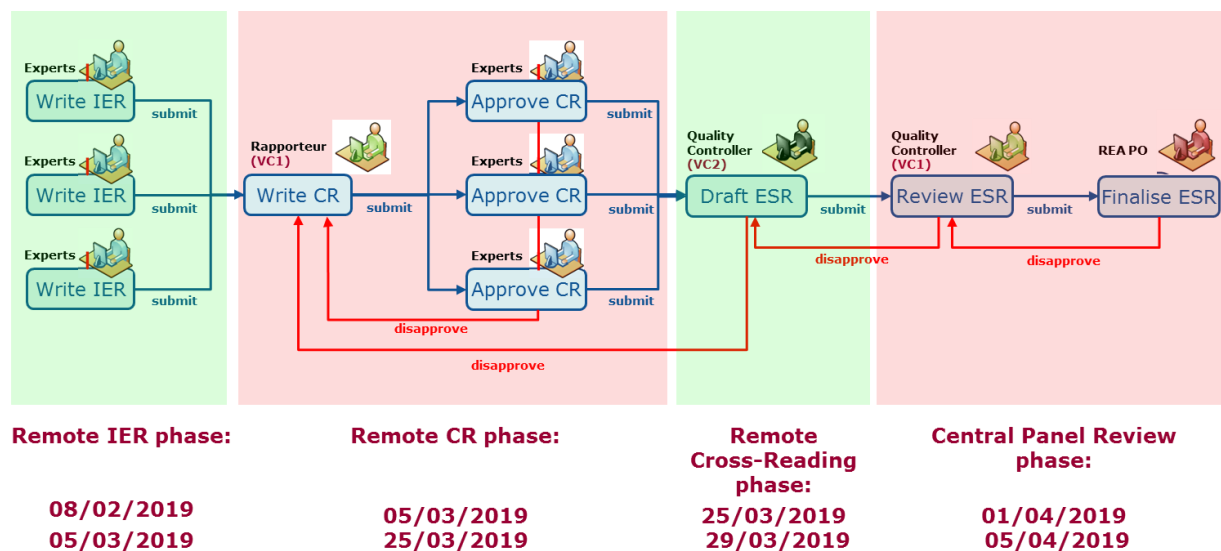 Experts
Write IER
submit
Experts
Write IER
submit
Experts
Write IER
submit
Rapporteur
(VC1)
Write CR
submit
Experts
Approve CR
submit
Experts
Approve CR
submit
Experts
Approve CR
submit
disapprove
disapprove
Quality
Controller
(VC2)
Draft ESR
submit
Quality
Controller
(VC1)
Review ESR
submit
disapprove
REA PO
Finalise ESR
disapprove
Remote IER phase:
08/02/2019
05/03/2019
Remote CR phase:
05/03/2019
25/03/2019
Remote
Cross-Reading
phase:
25/03/2019
29/03/2019
Central Panel Review
phase:
01/04/2019
05/04/2019